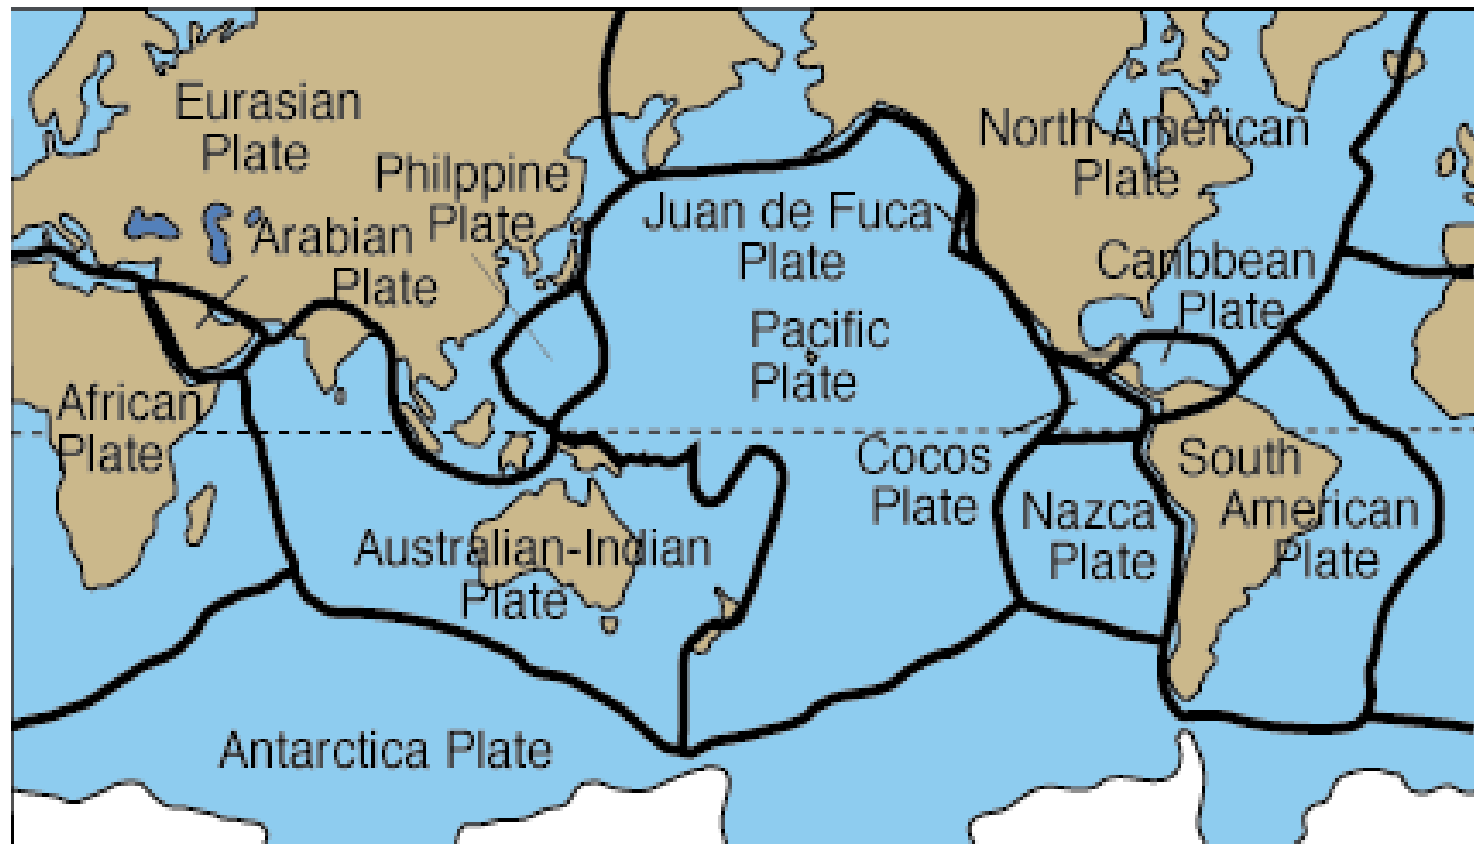 Eurasian
Plate
Philppine
Plate
Arabian
Plate
African
Plate
Australian-Indian
Plate
Antarctica Plate
Juan de Fuca
Plate
Pacific
Plate
North American
Plate
Caribbean
Plate
Cocos
Plate
Nazca
Plate
South
American
Plate